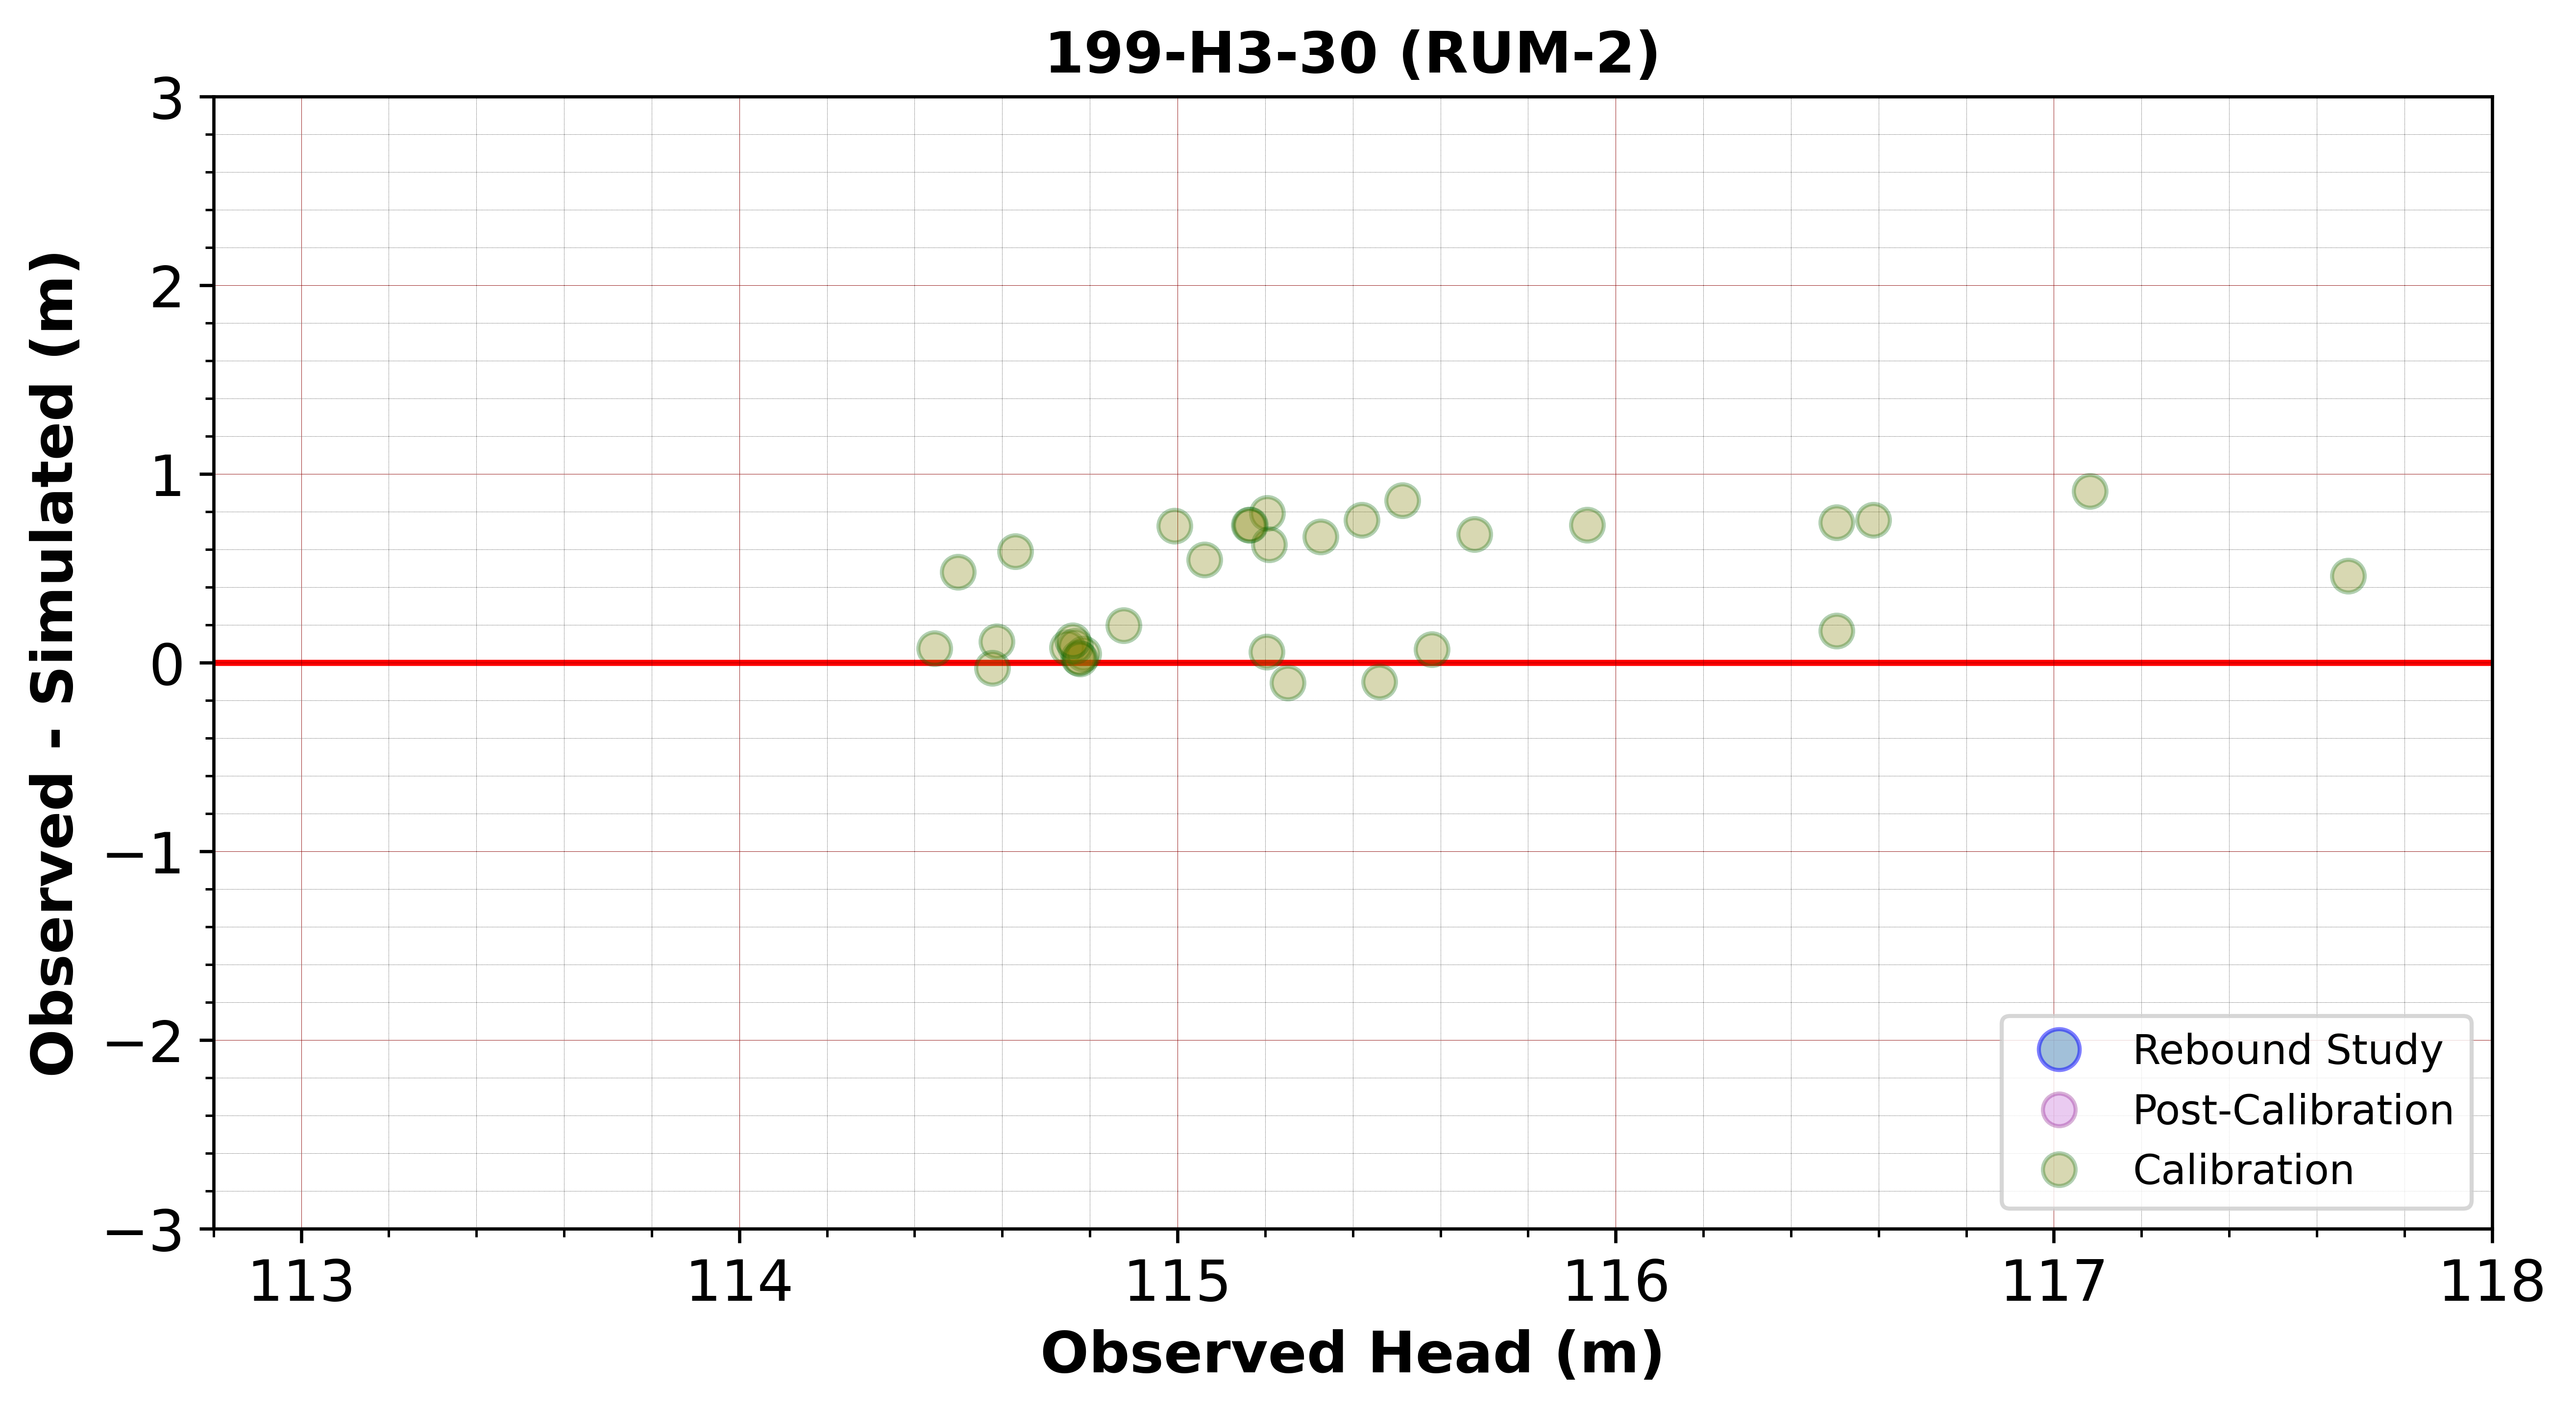 199-H3-30 (RUM-2)
3
2
1
0
−1
−2
−3
Observed - Simulated (m)
Rebound Study
Post-Calibration
Calibration
113 114 115 116 117 118
Observed Head (m)